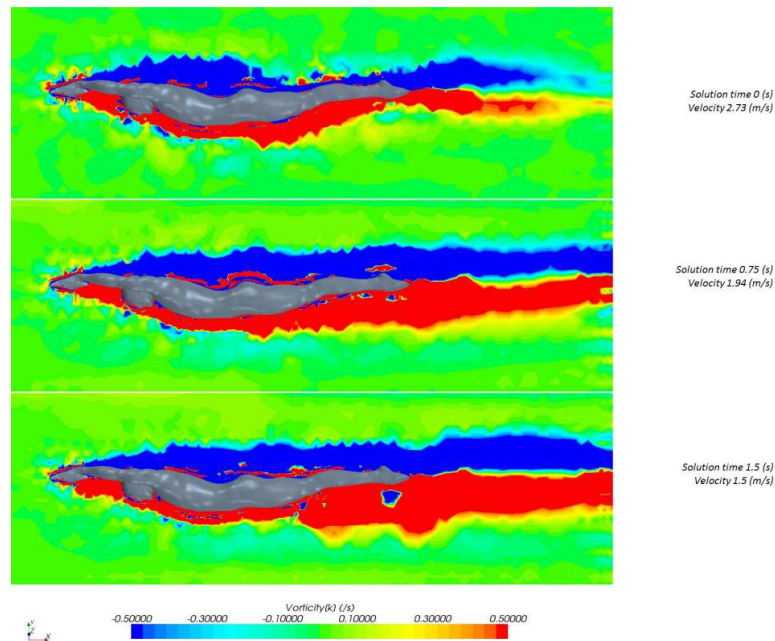 Solution time 0 (s)
Velocity 2.73 (m/s)
Solution time 0.75 (s)
Velocity 1.94 (m/s)
Solution time 1.5 (s)
Velocity 1.5 (m/s)
Vorticity(k) (/s)
-0.50000 -0.30000 -0.10000 0.10000 0.30000 0.50000
Y
Z X